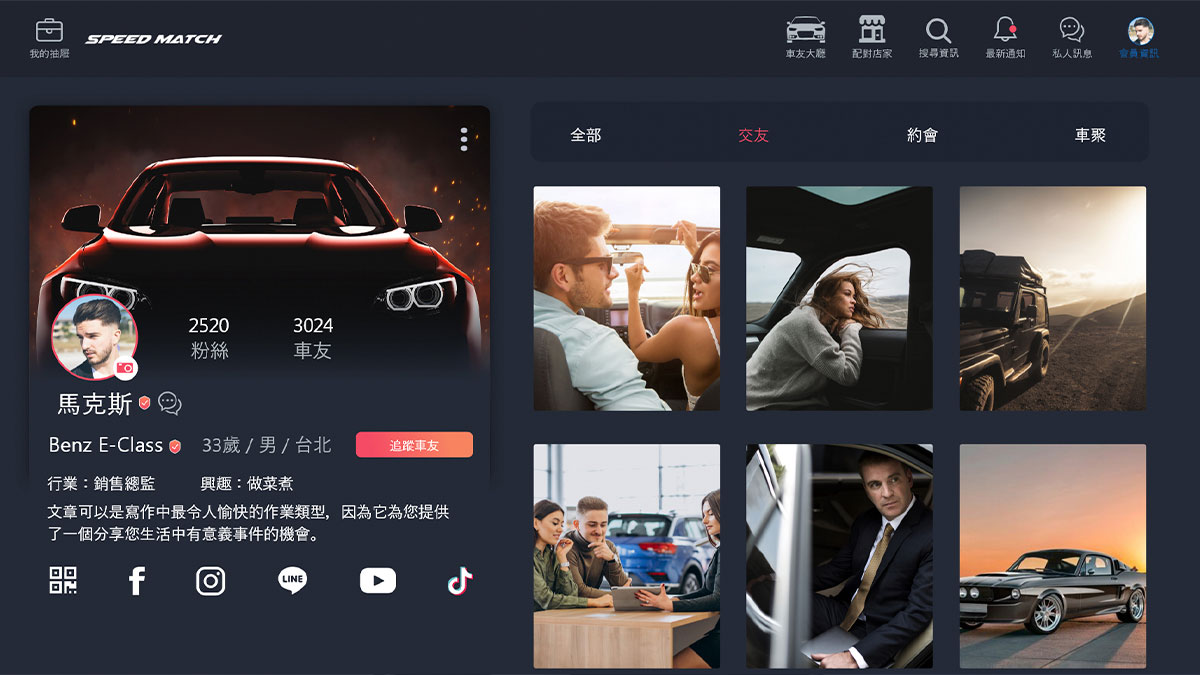 我的抽屜
SPEED MATCH
車友大廳
配對店家
搜尋資訊
最新通知
私人訊息
會員資訊
2520
粉絲
3024
車友
馬克斯
Benz E-Class
33歲 / 男 / 台北
追蹤車友
行業：銷售總監
興趣：做菜煮
文章可以是寫作中最令人愉快的作業類型，因為它為您提供
了一個分享您生活中有意義事件的機會。
LINE
全部
交友
約會
車聚